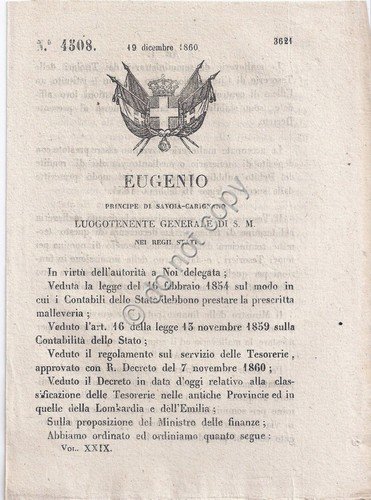 N.° 4508. 19 dicembre 1860 3621
EUGENIO
PRINCIPE DI SAVOIA-CARIGNANO
LUOGOTENENTE GENERALE DI S. M.
NEI REGII STATI
In virtù dell'autorità a Noi delegata;
Veduta la legge del febbraio 1854 sul modo in
cui i Contabili dello Stato debbono prestare la prescritta
malleveria;
Veduto l'art. 16 della legge 13 novembre 1859 sulla
Contabilità dello Stato;
Veduto il regolamento sul servizio delle Tesorerie,
approvato con R. Decreto del 7 novembre 1860;
Veduto il Decreto in data d'oggi relativo alla clas-
sificazione delle Tesorerie nelle antiche Provincie ed in
quelle della Lombardia e dell'Emilia;
Sulla proposizione del Ministro delle finanze;
Abbiamo ordinato ed ordiniamo quanto segue;
VOL. XXIX.
do not copy